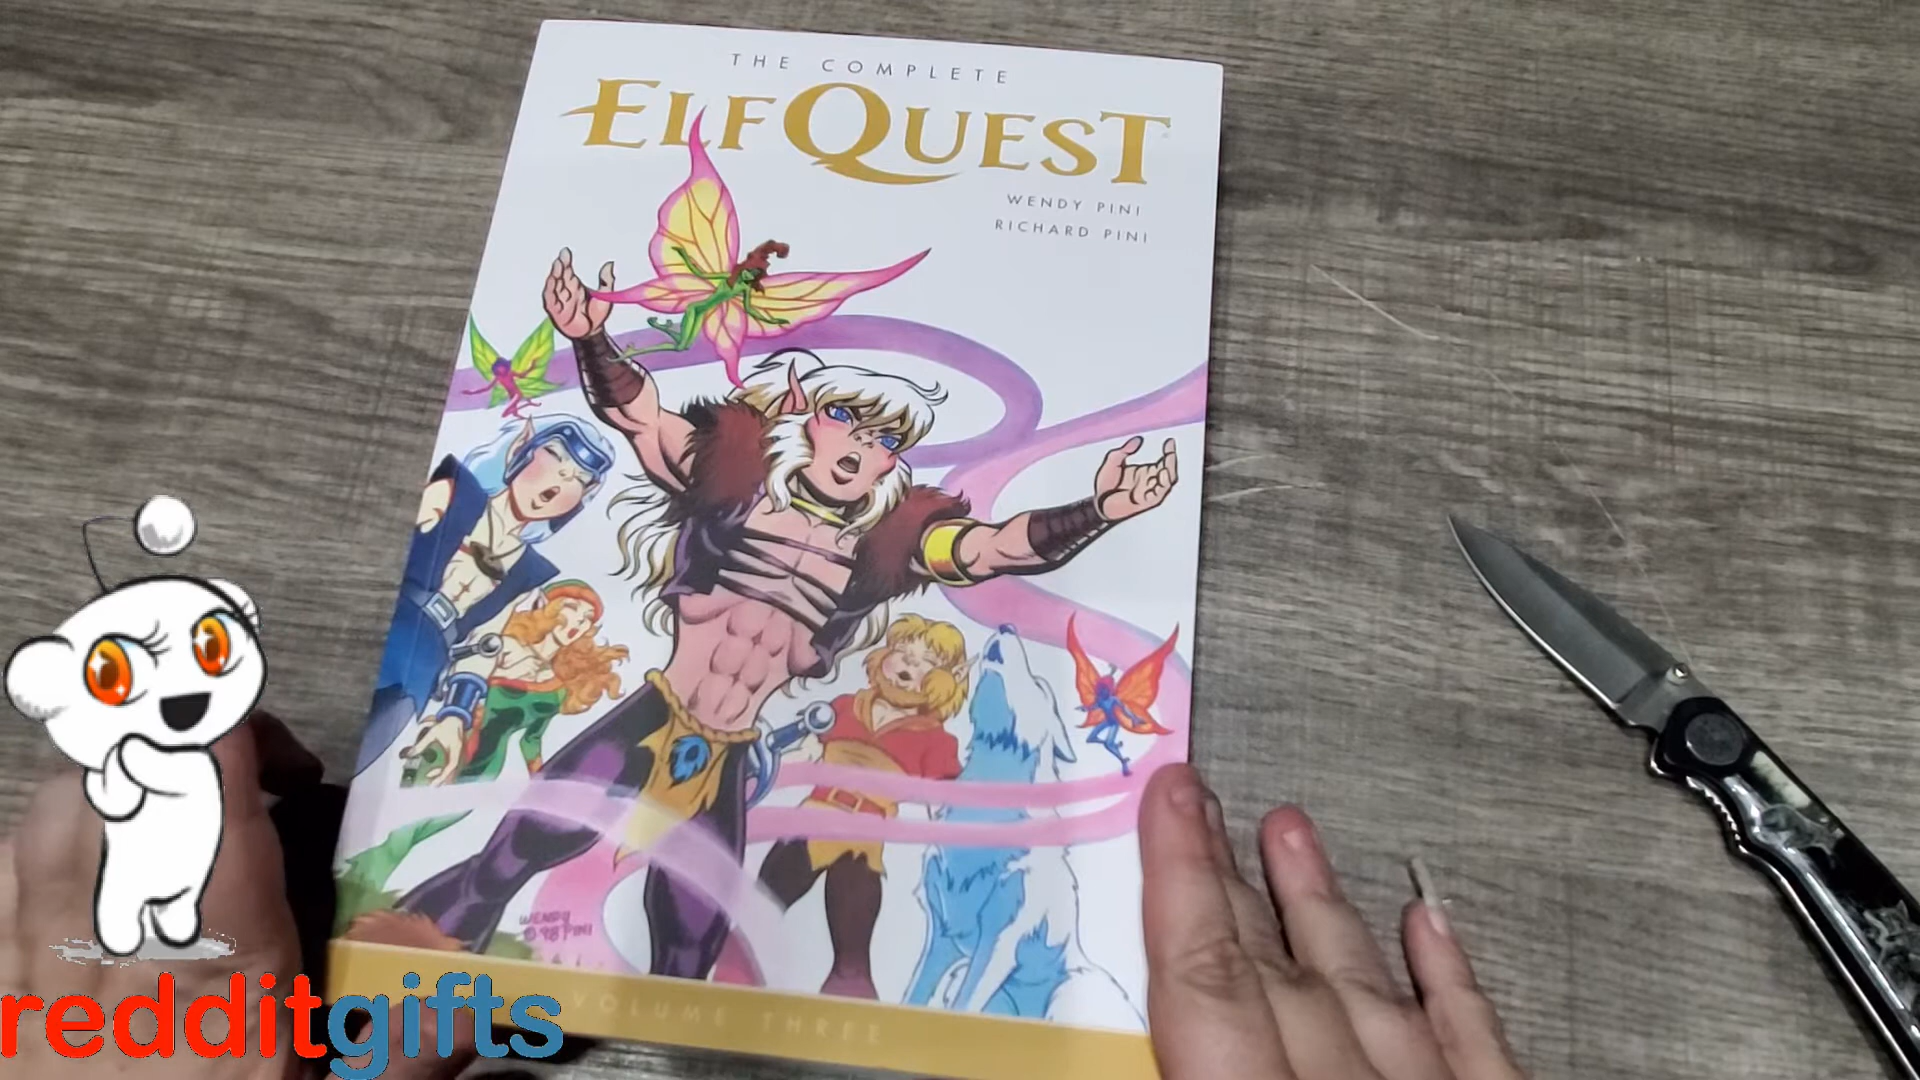 THE COMPLETE
ELFQUEST
WENDY PINI
RICHARD PINI
WENDY
© 98 PINI
VOLUME THREE
redditgifts